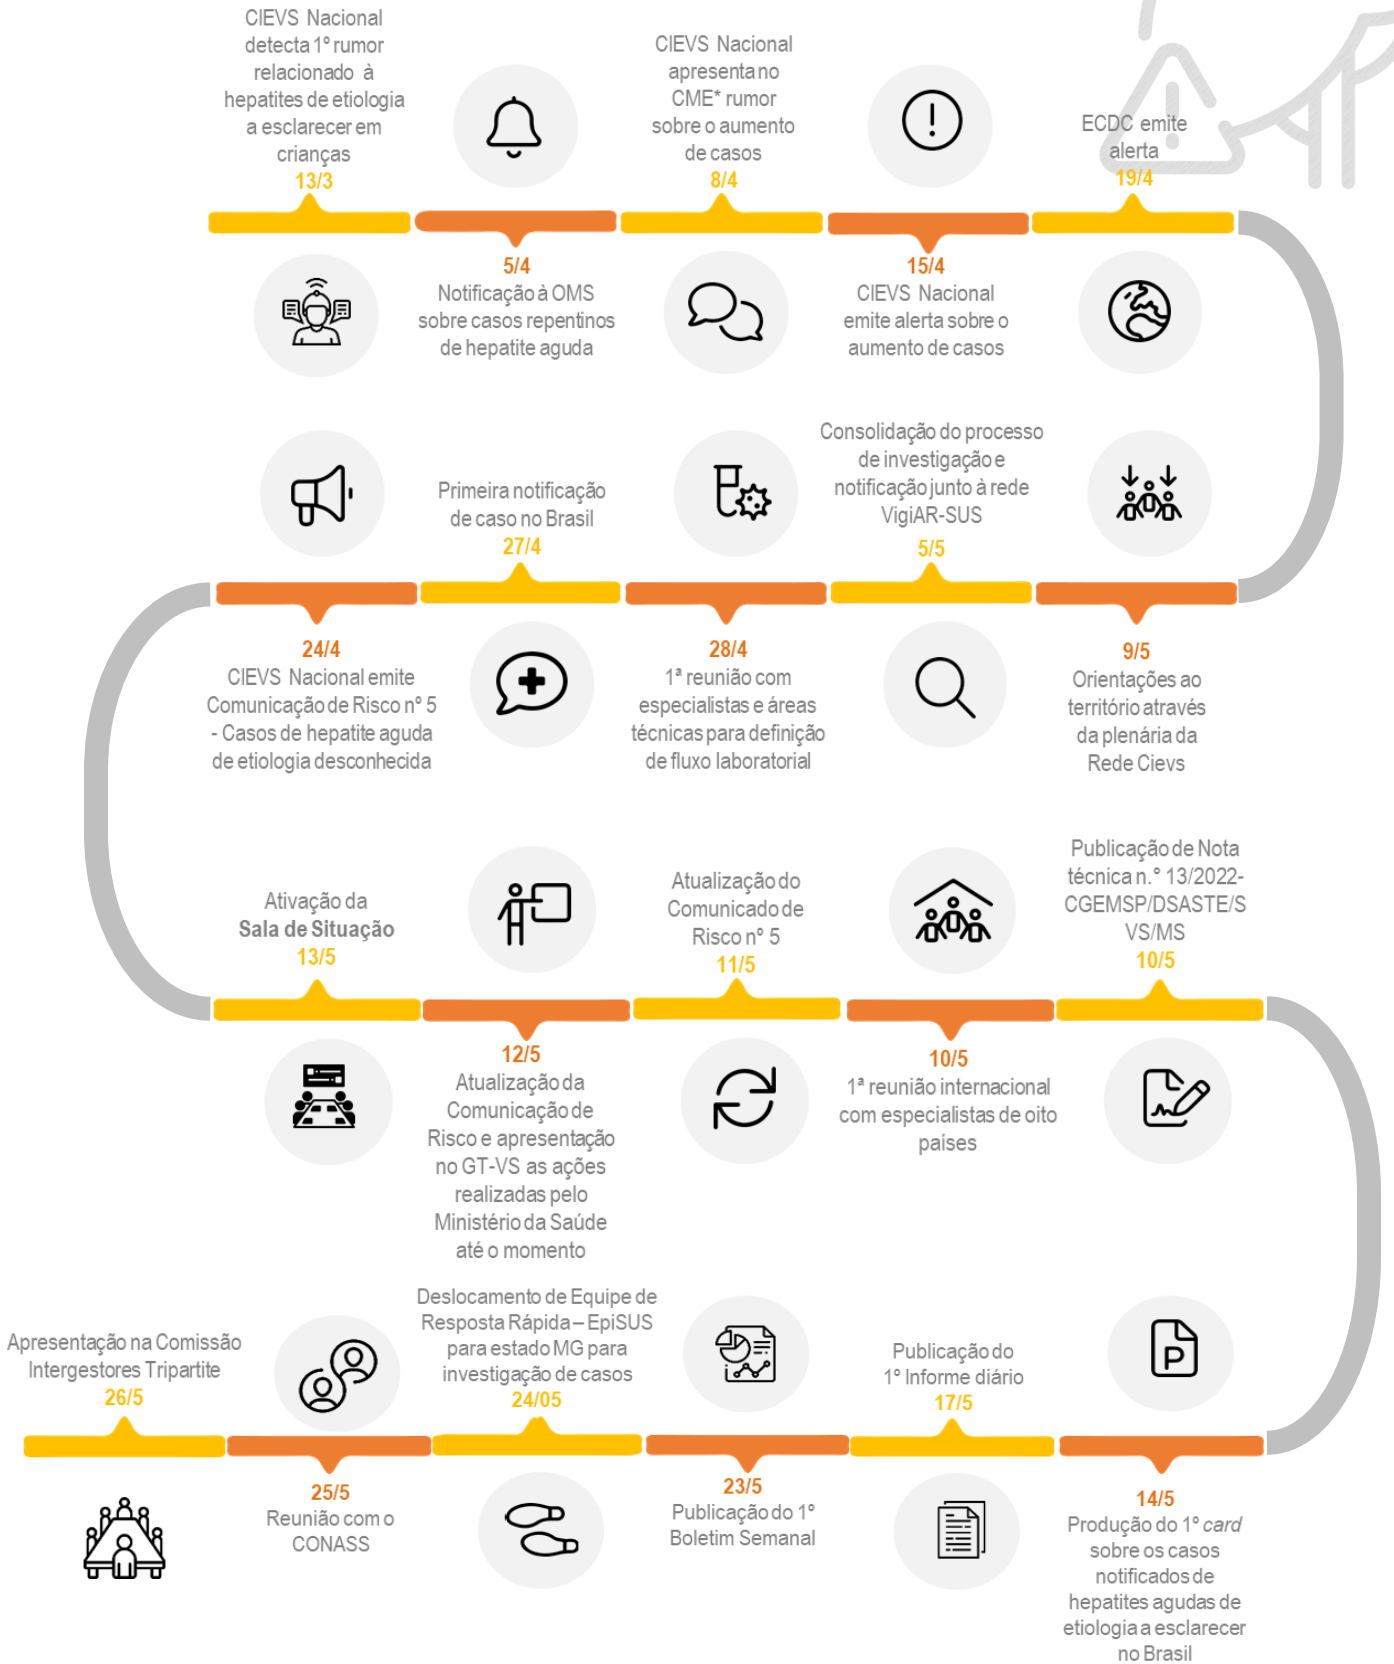 CIEVS Nacional
detecta 1º rumor
relacionado à
hepatites de etiologia
a esclarecer em
crianças
13/3
5/4
Notificação à OMS
sobre casos repentinos
de hepatite aguda
CIEVS Nacional
apresenta no
CME* rumor
sobre o aumento
de casos
8/4
15/4
CIEVS Nacional
emite alerta sobre o
aumento de casos
ECDC emite
alerta
19/4
24/4
CIEVS Nacional emite
Comunicação de Risco nº 5
- Casos de hepatite aguda
de etiologia desconhecida
Primeira notificação
de caso no Brasil
27/4
28/4
1ª reunião com
especialistas e áreas
técnicas para definição
de fluxo laboratorial
Consolidação do processo
de investigação e
notificação junto à rede
VigiAR-SUS
5/5
9/5
Orientações ao
território através
da plenária da
Rede Cievs
Ativação da
Sala de Situação
13/5
12/5
Atualização da
Comunicação de
Risco e apresentação
no GT-VS as ações
realizadas pelo
Ministério da Saúde
até o momento
Atualização do
Comunicado de
Risco nº 5
11/5
10/5
1ª reunião internacional
com especialistas de oito
países
Publicação de Nota
técnica n.° 13/2022-
CGEMSP/DSASTE/S
VS/MS
10/5
Apresentação na Comissão
Intergestores Tripartite
26/5
25/5
Reunião com o
CONASS
Deslocamento de Equipe de
Resposta Rápida – EpiSUS
para estado MG para
investigação de casos
24/05
23/5
Publicação do 1º
Boletim Semanal
Publicação do
1º Informe diário
17/5
P
14/5
Produção do 1º card
sobre os casos
notificados de
hepatites agudas de
etiologia a esclarecer
no Brasil